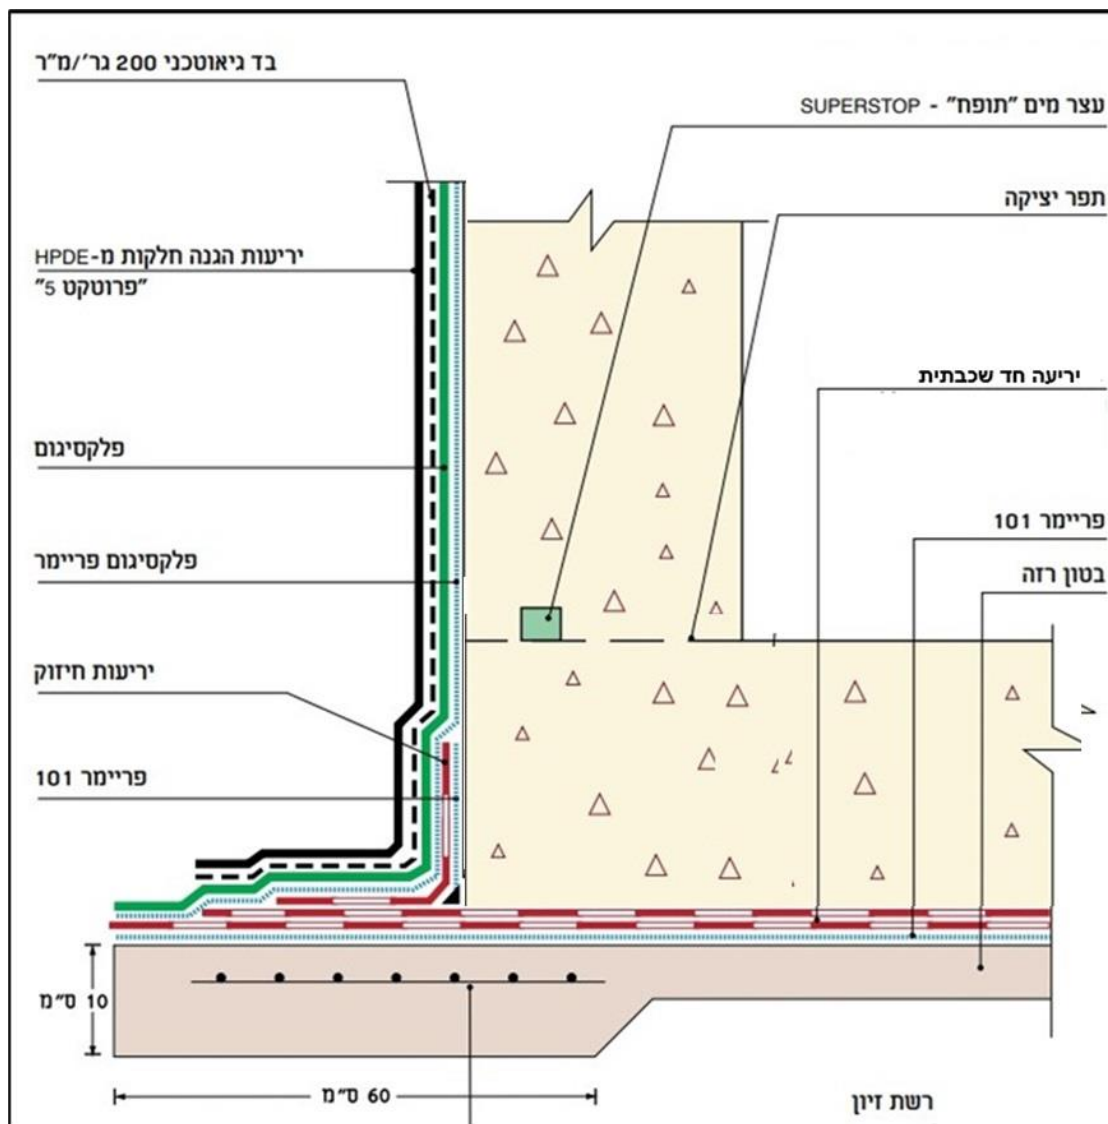 בד גיאוטכני 200 גר'/מ"ר
עצר מים "תופח" - SUPERSTOP
תפר יציקה
יריעות הגנה חלקות מ-HPDE
"פרוטקט 5"
יריעה חד שכבתית
פלקסיגום
פריימר 101
פלקסיגום פריימר
בטון רזה
יריעות חיזוק
פריימר 101
10 ס"מ
60 ס"מ
רשת זיון